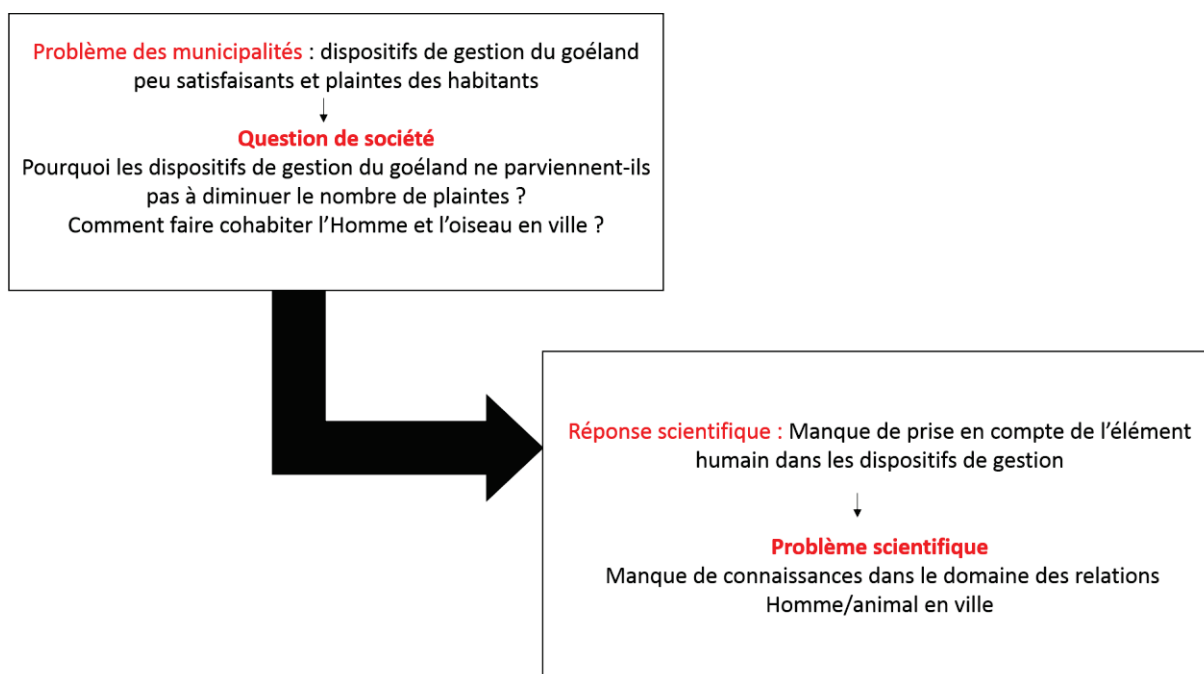 Problème des municipalités : dispositifs de gestion du goéland
peu satisfaisants et plaintes des habitants
Question de société
Pourquoi les dispositifs de gestion du goéland ne parviennent-ils
pas à diminuer le nombre de plaintes ?
Comment faire cohabiter l’Homme et l’oiseau en ville ?
Réponse scientifique : Manque de prise en compte de l’élément
humain dans les dispositifs de gestion
Problème scientifique
Manque de connaissances dans le domaine des relations
Homme/animal en ville